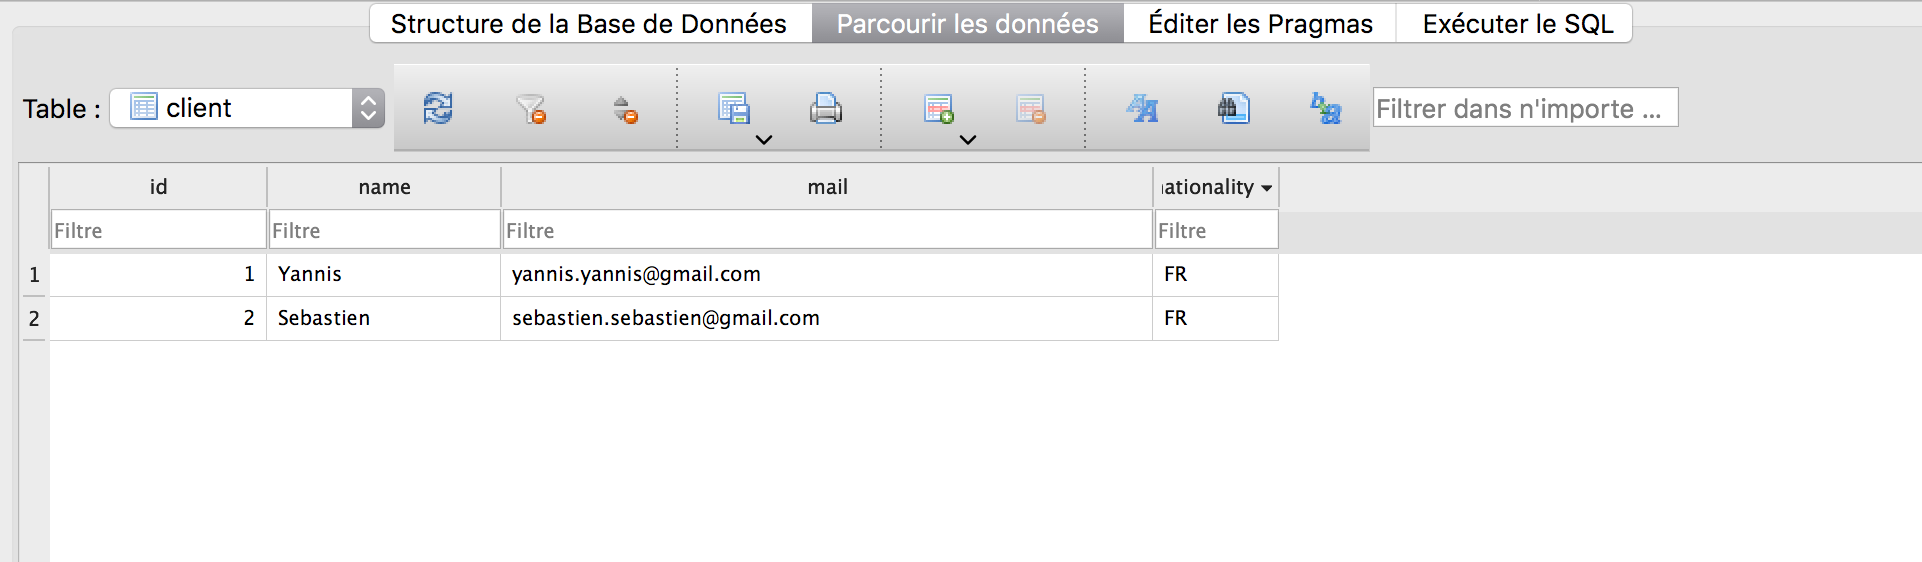 Structure de la Base de Données Parcourir les données Éditer les Pragmas Exécuter le SQL
Table : client Filtrer dans n'importe ...
id name mail ationality
Filtre Filtre Filtre Filtre
1 1 Yannis yannis.yannis@gmail.com FR
2 2 Sebastien sebastien.sebastien@gmail.com FR